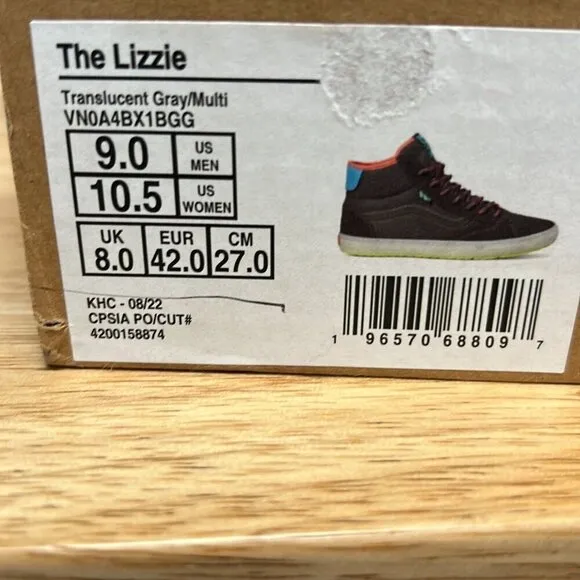 The Lizzie
Translucent Gray/Multi
VN0A4BX1BGG
9.0 US MEN
10.5 US WOMEN
UK 8.0 EUR 42.0 CM 27.0
KHC - 08/22
CPSIA PO/CUT#
4200158874
1 96570 68809 7